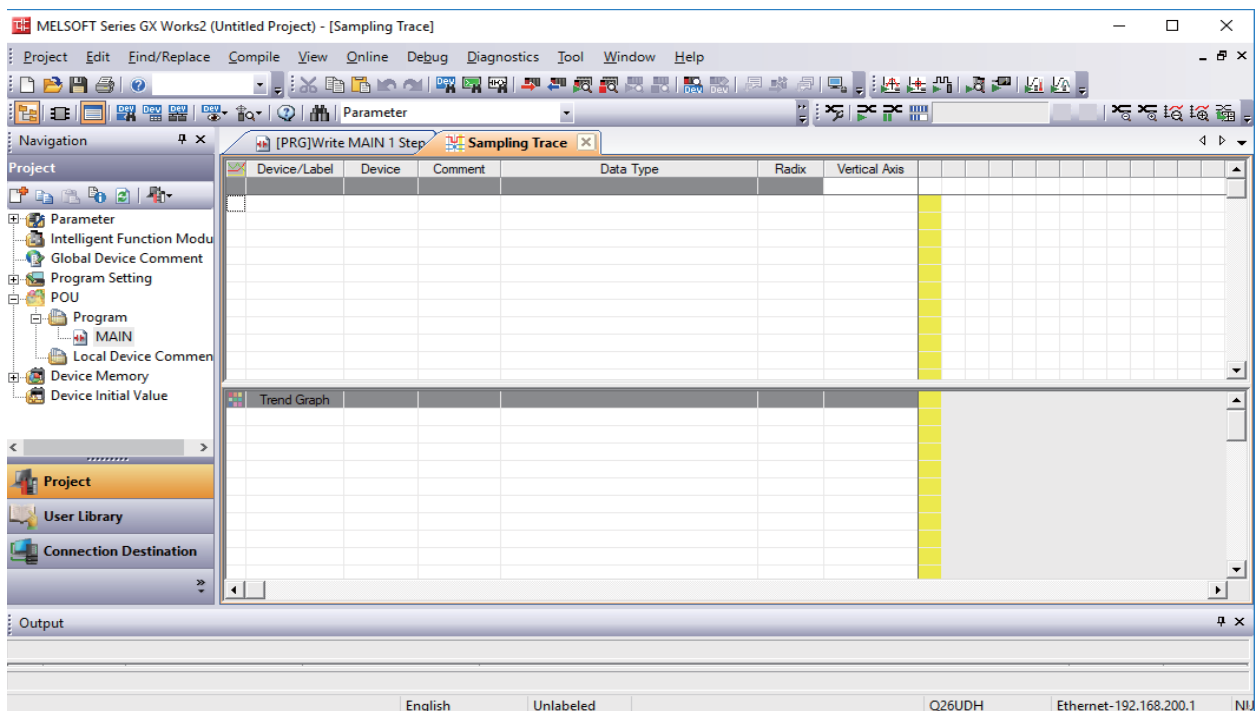 MELSOFT Series GX Works2 (Untitled Project) - [Sampling Trace]
Project Edit Find/Replace Compile View Online Debug Diagnostics Tool Window Help
Parameter
Navigation
[PRG]Write MAIN 1 Step
Sampling Trace
Project
Device/Label Device Comment Data Type Radix Vertical Axis
Parameter
Intelligent Function Modu
Global Device Comment
Program Setting
POU
Program
MAIN
Local Device Commen
Device Memory
Device Initial Value
Trend Graph
Project
User Library
Connection Destination
Output
English Unlabeled Q26UDH Ethernet-192.168.200.1